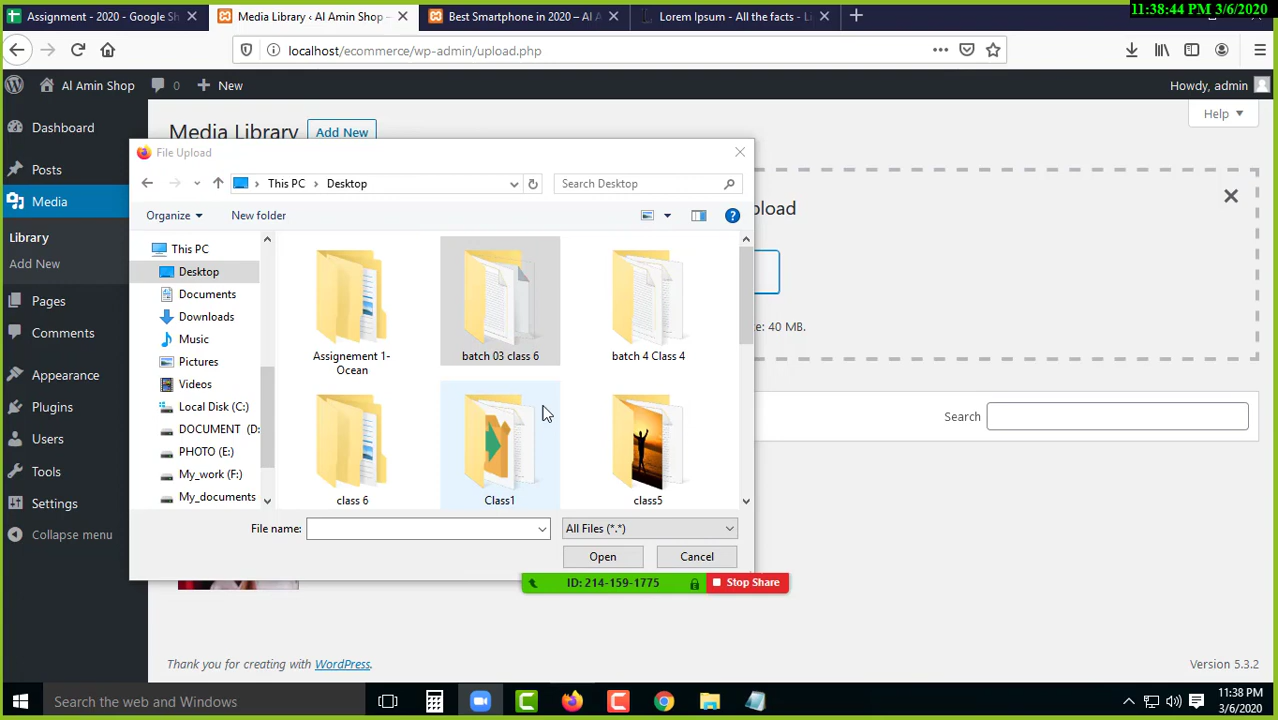 11:38:44 PM 3/6/2020
Assignment - 2020 - Google Sh
Media Library ‹ Al Amin Shop –
Best Smartphone in 2020 – Al A
Lorem Ipsum - All the facts - Li
localhost/ecommerce/wp-admin/upload.php
Al Amin Shop
0
New
Howdy, admin
Dashboard
Posts
Media
Library
Add New
Pages
Comments
Appearance
Plugins
Users
Tools
Settings
Collapse menu
Media Library
Add New
Help
pload
e: 40 MB.
Search
File Upload
This PC
Desktop
Search Desktop
Organize
New folder
This PC
Desktop
Documents
Downloads
Music
Pictures
Videos
Local Disk (C:)
DOCUMENT (D:
PHOTO (E:)
My_work (F:)
My_documents
Assignement 1-
Ocean
batch 03 class 6
batch 4 Class 4
class 6
Class1
class5
File name:
All Files (*.*)
Open
Cancel
ID: 214-159-1775
Stop Share
Thank you for creating with WordPress.
Version 5.3.2
Search the web and Windows
11:38 PM
3/6/2020